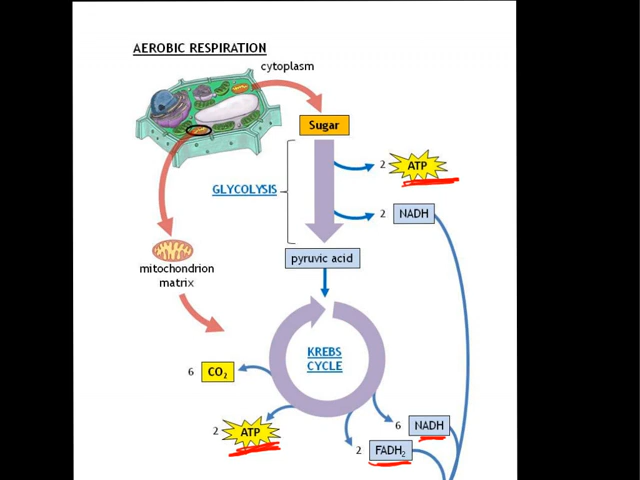 AEROBIC RESPIRATION
cytoplasm
Sugar
2 ATP
GLYCOLYSIS
2 NADH
pyruvic acid
mitochondrion
matrix
KREBS
CYCLE
6 CO₂
2 ATP
6 NADH
2 FADH₂